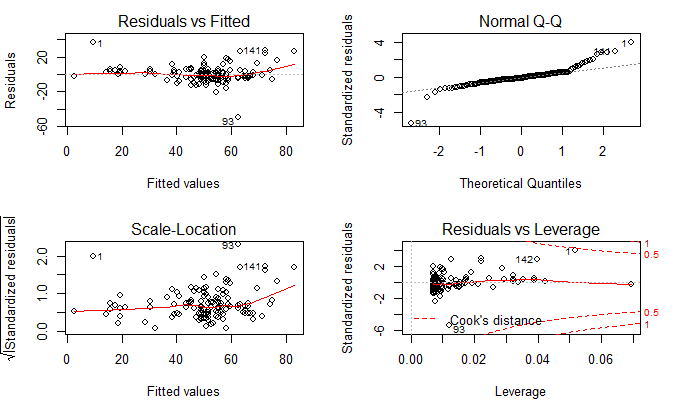 Residuals vs Fitted
Residuals
20
-20
-60
1
141
93
0 20 40 60 80
Fitted values
Normal Q-Q
Standardized residuals
4
0
-4
1
93
-2 -1 0 1 2
Theoretical Quantiles
Scale-Location
√|Standardized residuals|
2.0
1.0
0.0
1
93
141
0 20 40 60 80
Fitted values
Residuals vs Leverage
Standardized residuals
2
-2
-6
1
142
93
Cook's distance
1
0.5
0.5
1
0.00 0.02 0.04 0.06
Leverage